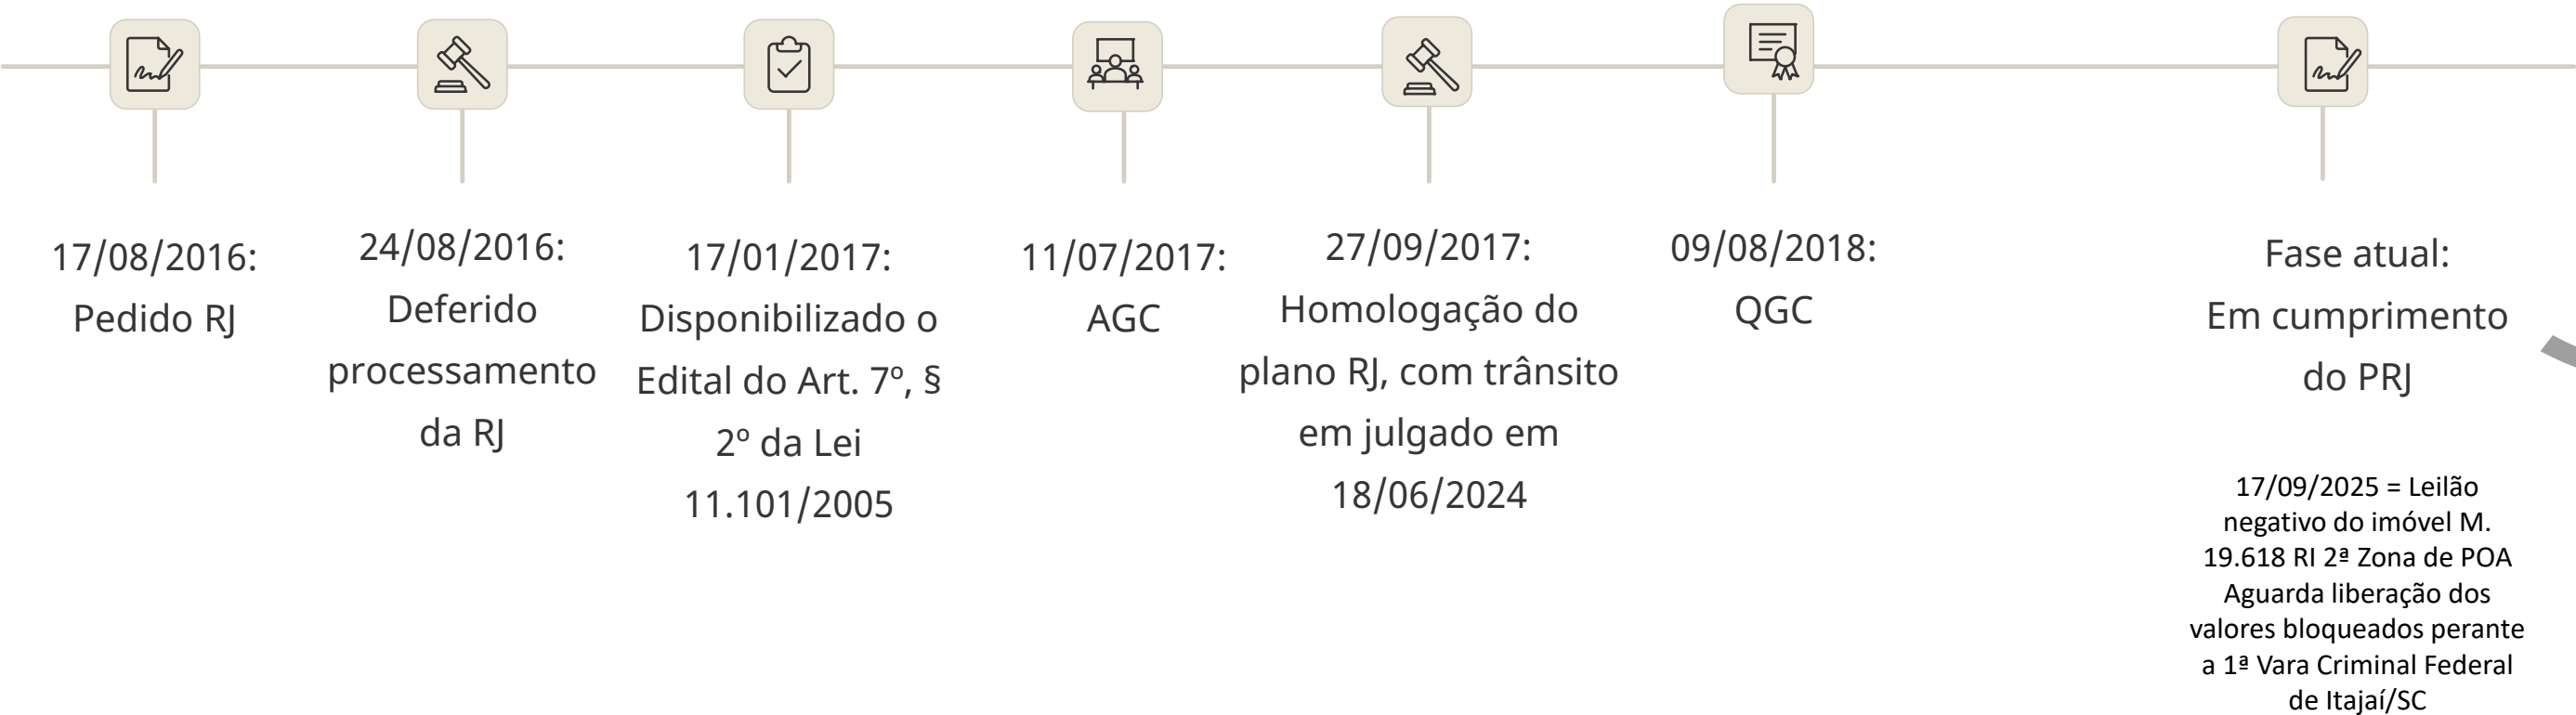 17/08/2016:
Pedido RJ
24/08/2016:
Deferido
processamento
da RJ
17/01/2017:
Disponibilizado o
Edital do Art. 7º, §
2º da Lei
11.101/2005
11/07/2017:
AGC
27/09/2017:
Homologação do
plano RJ, com trânsito
em julgado em
18/06/2024
09/08/2018:
QGC
Fase atual:
Em cumprimento
do PRJ
17/09/2025 = Leilão
negativo do imóvel M.
19.618 RI 2ª Zona de POA
Aguarda liberação dos
valores bloqueados perante
a 1ª Vara Criminal Federal
de Itajaí/SC